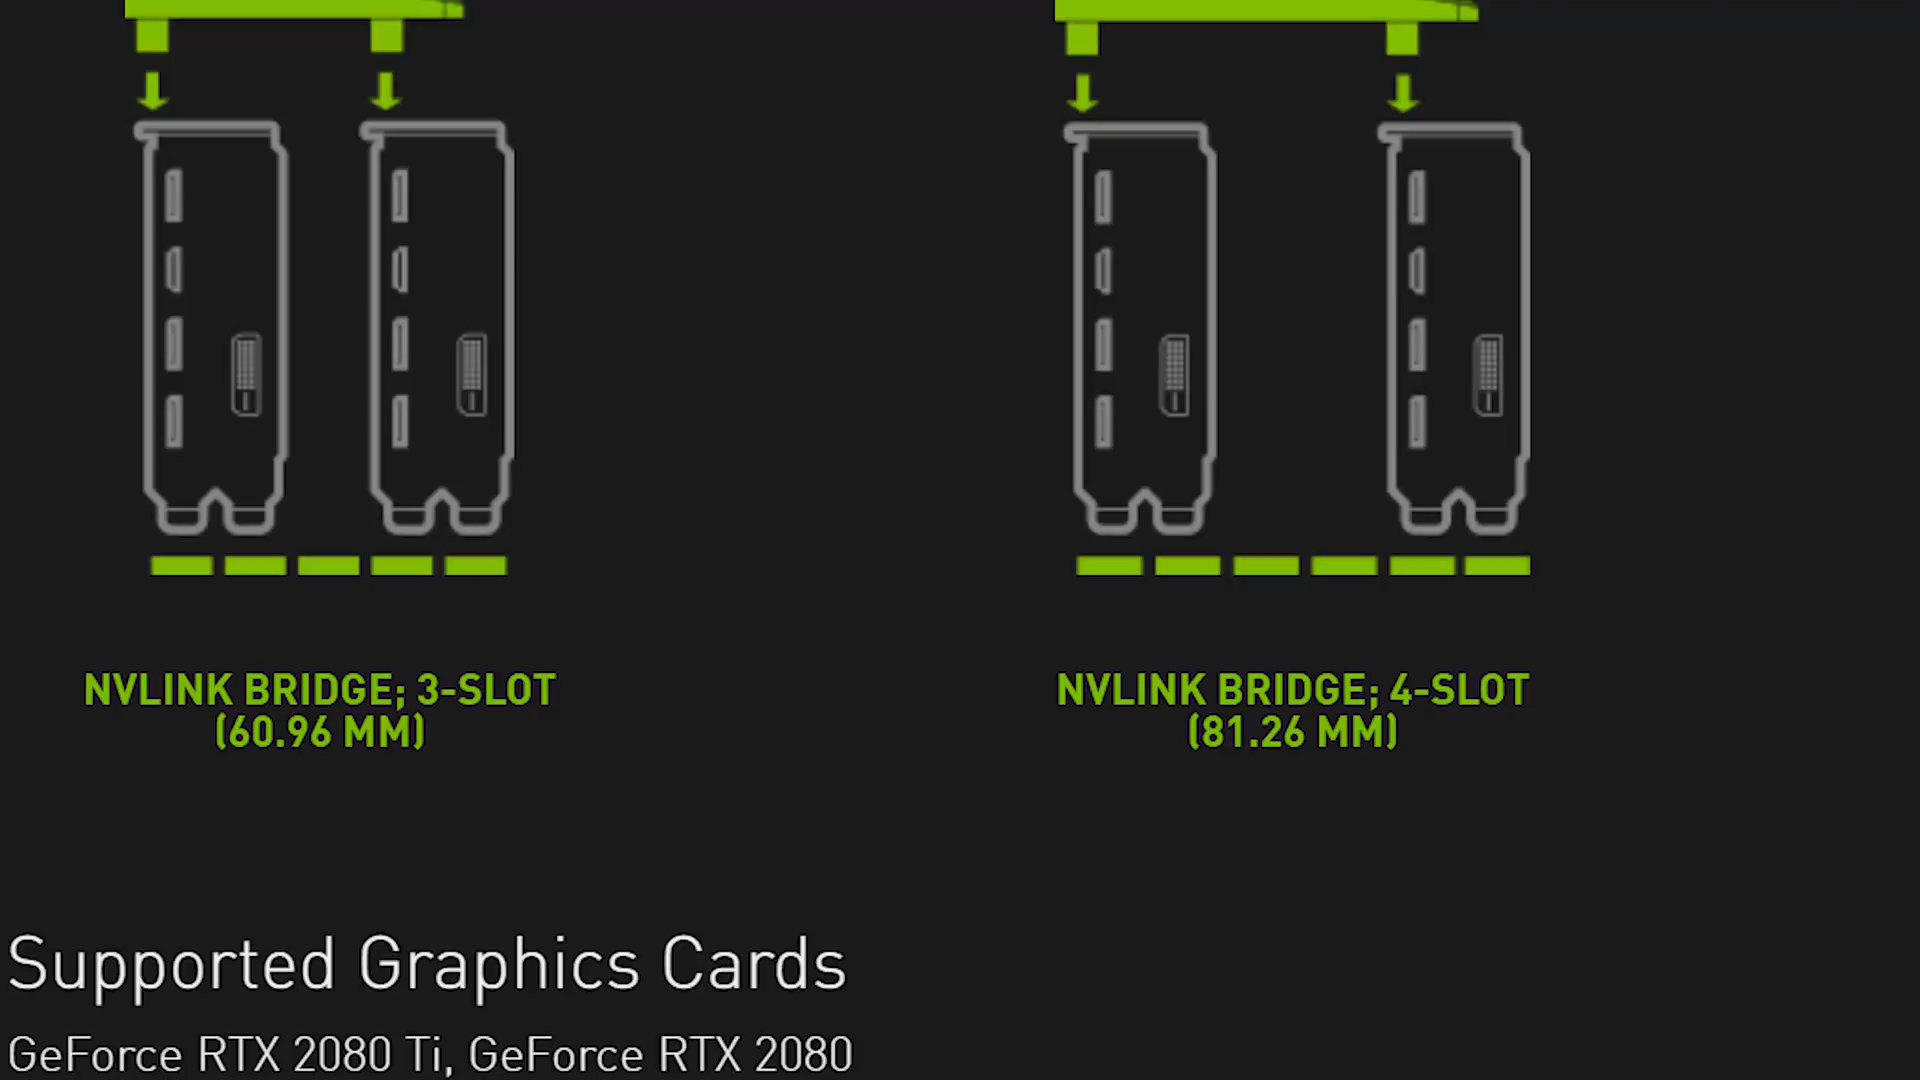 NVLINK BRIDGE; 3-SLOT
(60.96 MM)
NVLINK BRIDGE; 4-SLOT
(81.26 MM)
Supported Graphics Cards
GeForce RTX 2080 Ti, GeForce RTX 2080